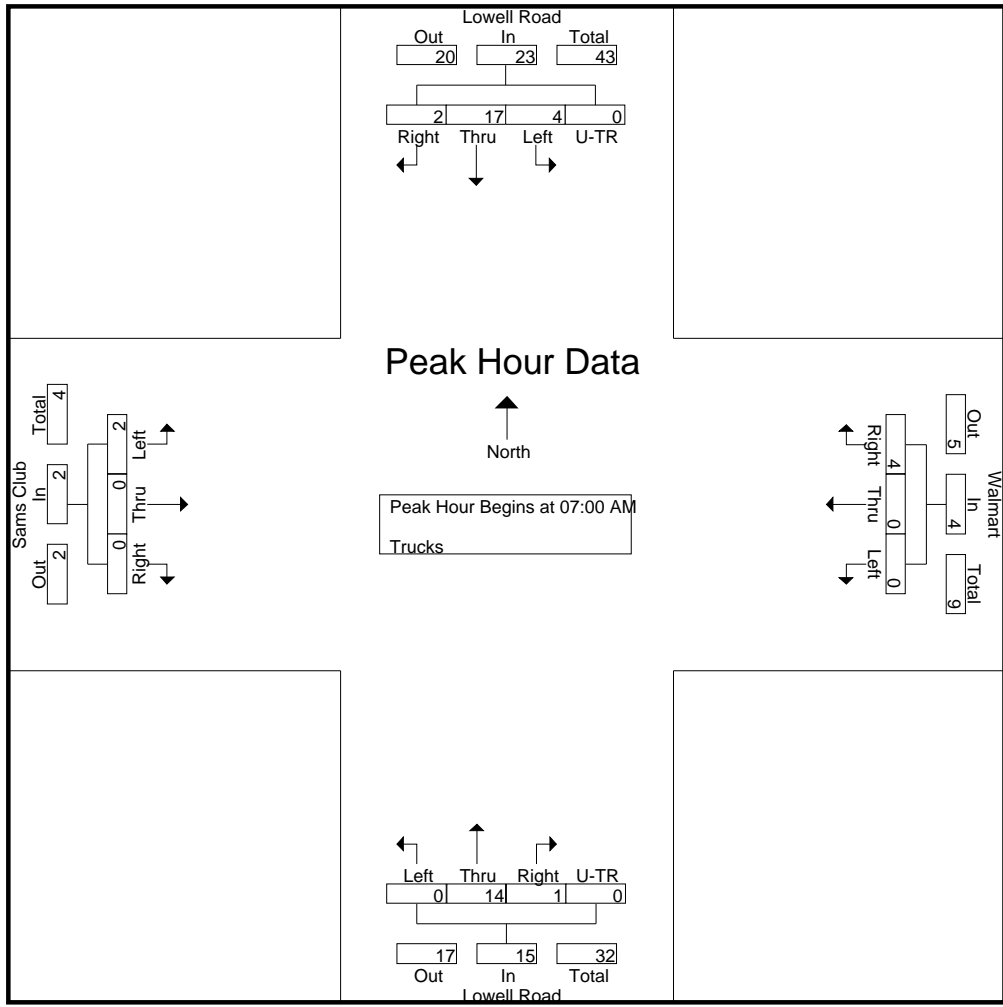 Lowell Road
Out In Total
20 23 43
2 17 4 0
Right Thru Left U-TR
Peak Hour Data
North
Peak Hour Begins at 07:00 AM
Trucks
Sams Club
Total In Out
4 2 2
2 0 0
Left Thru Right
Walmart
Out In Total
5 4 9
4 0 0
Right Thru Left
Left Thru Right U-TR
0 14 1 0
17 15 32
Out In Total
Lowell Road